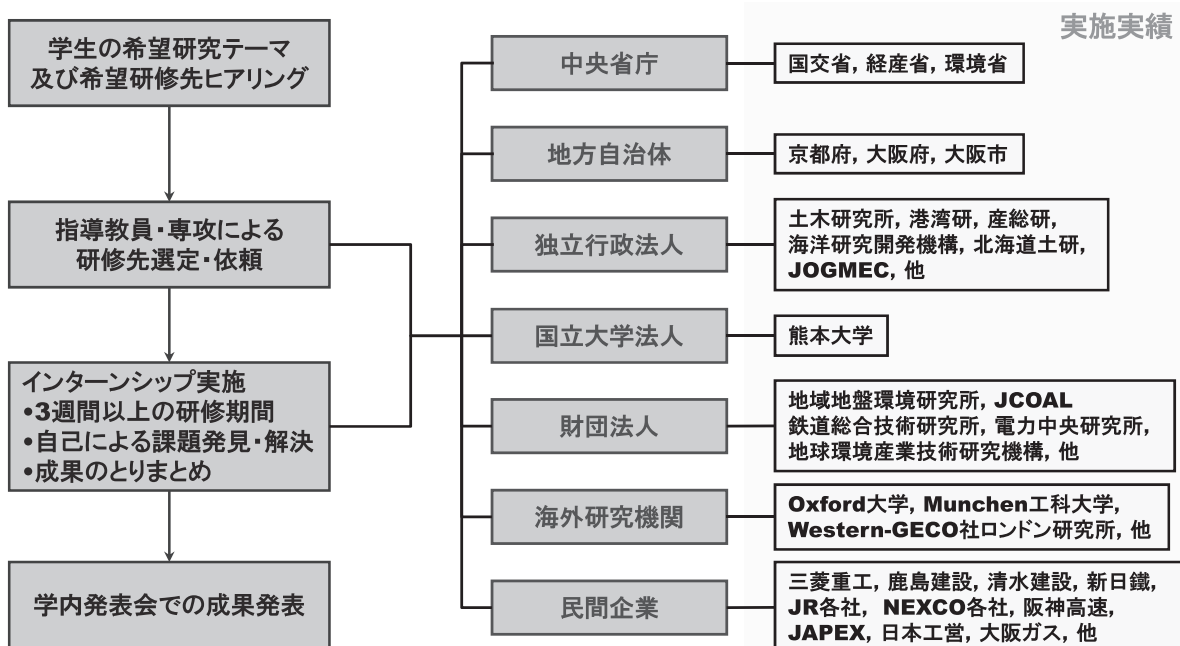 学生の希望研究テーマ
及び希望研修先ヒアリング
指導教員・専攻による
研修先選定・依頼
インターンシップ実施
•3週間以上の研修期間
•自己による課題発見・解決
•成果のとりまとめ
学内発表会での成果発表
実施実績
中央省庁
国交省, 経産省, 環境省
地方自治体
京都府, 大阪府, 大阪市
独立行政法人
土木研究所, 港湾研, 産総研,
海洋研究開発機構, 北海道土研,
JOGMEC, 他
国立大学法人
熊本大学
財団法人
地域地盤環境研究所, JCOAL
鉄道総合技術研究所, 電力中央研究所,
地球環境産業技術研究機構, 他
海外研究機関
Oxford大学, Munchen工科大学,
Western-GECO社ロンドン研究所, 他
民間企業
三菱重工, 鹿島建設, 清水建設, 新日鐵,
JR各社, NEXCO各社, 阪神高速,
JAPEX, 日本工営, 大阪ガス, 他